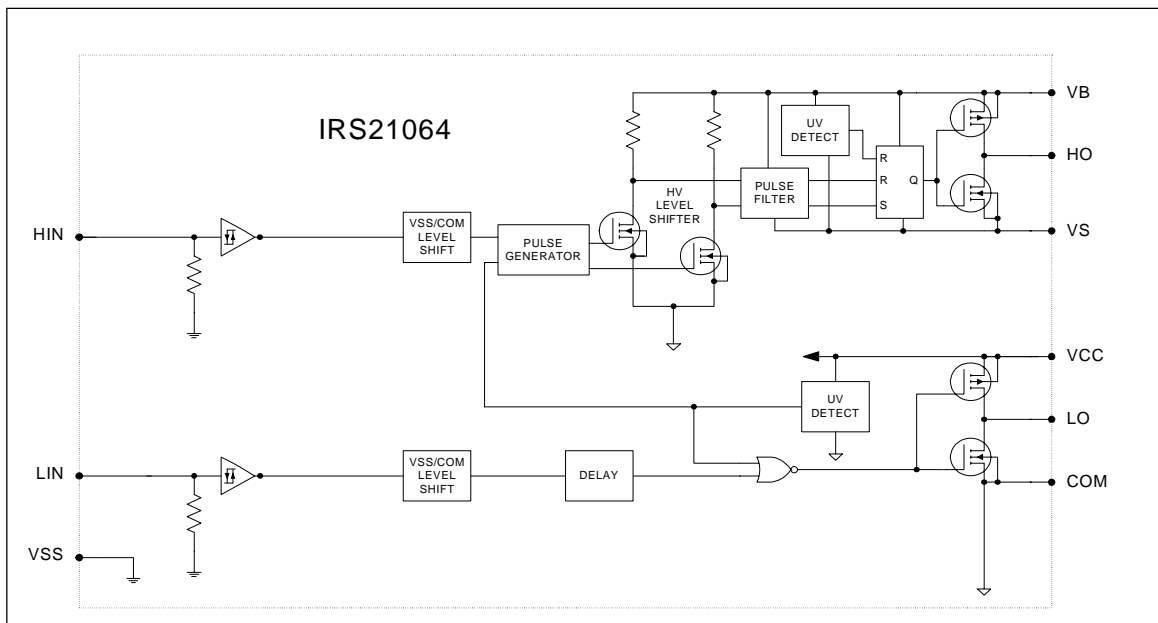 IRS21064
VB
UV
DETECT
R
HO
R
Q
PULSE
FILTER
HV
LEVEL
SHIFTER
S
HIN
VSS/COM
LEVEL
SHIFT
PULSE
GENERATOR
VS
VCC
UV
DETECT
LO
LIN
VSS/COM
LEVEL
SHIFT
DELAY
COM
VSS